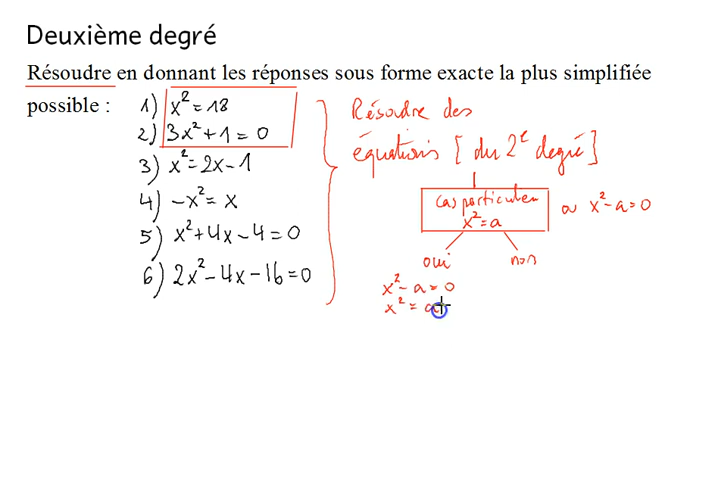 Deuxième degré
Résoudre en donnant les réponses sous forme exacte la plus simplifiée
possible :
1) x² = 18
2) 3x² + 1 = 0
3) x² = 2x - 1
4) -x² = x
5) x² + 4x - 4 = 0
6) 2x² - 4x - 16 = 0
Résoudre des
équations [du 2e degré]
cas particulier
x² = a
ou x² - a = 0
oui
non
x² - a = 0
x² = a